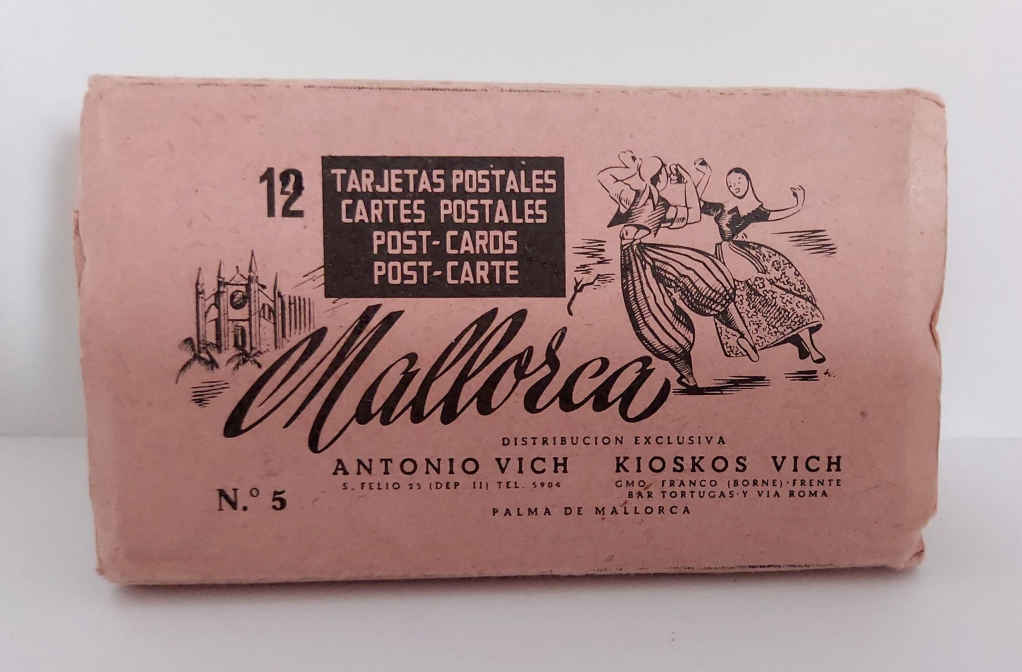 12
TARJETAS POSTALES
CARTES POSTALES
POST-CARDS
POST-CARTE
Mallorca
DISTRIBUCION EXCLUSIVA
ANTONIO VICH
S. FELIO 25 (DEP II) TEL. 5904
KIOSKOS VICH
GMO. FRANCO (BORNE)·FRENTE
BAR TORTUGAS·Y VIA ROMA
N.º 5
PALMA DE MALLORCA